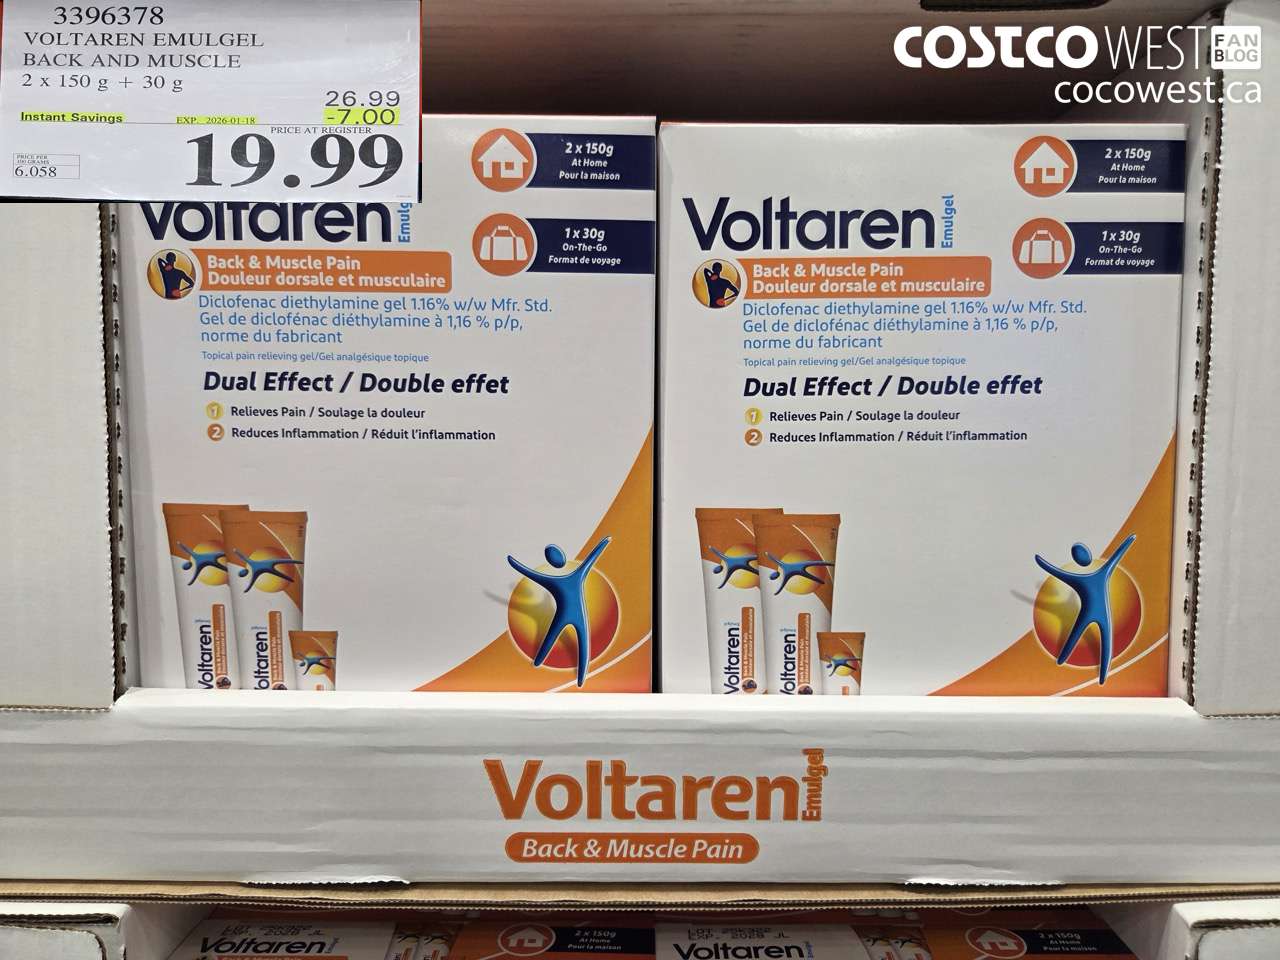 3396378
VOLTAREN EMULGEL
BACK AND MUSCLE
2 x 150 g + 30 g
26.99
Instant Savings EXP. 2026-01-18 -7.00
PRICE AT REGISTER
19.99
PRICE PER
100 GRAMS
6.058
COSTCO WEST FAN BLOG
cocowest.ca
2 x 150g
At Home
Pour la maison
1 x 30g
On-The-Go
Format de voyage
Voltaren Emulgel
Back & Muscle Pain
Douleur dorsale et musculaire
Diclofenac diethylamine gel 1.16% w/w Mfr. Std.
Gel de diclofénac diéthylamine à 1,16 % p/p,
norme du fabricant
Topical pain relieving gel/Gel analgésique topique
Dual Effect / Double effet
1 Relieves Pain / Soulage la douleur
2 Reduces Inflammation / Réduit l'inflammation
Voltaren
Voltaren
2 x 150g
At Home
Pour la maison
1 x 30g
On-The-Go
Format de voyage
Voltaren Emulgel
Back & Muscle Pain
Douleur dorsale et musculaire
Diclofenac diethylamine gel 1.16% w/w Mfr. Std.
Gel de diclofénac diéthylamine à 1,16 % p/p,
norme du fabricant
Topical pain relieving gel/Gel analgésique topique
Dual Effect / Double effet
1 Relieves Pain / Soulage la douleur
2 Reduces Inflammation / Réduit l'inflammation
Voltaren
Voltaren
Voltaren Emulgel
Back & Muscle Pain
EXP. 2028 JL
Voltaren
2 x 150g
At Home
Pour la maison
EXP. 2028 JL
Voltaren
2 x 150g
At Home
Pour la maison